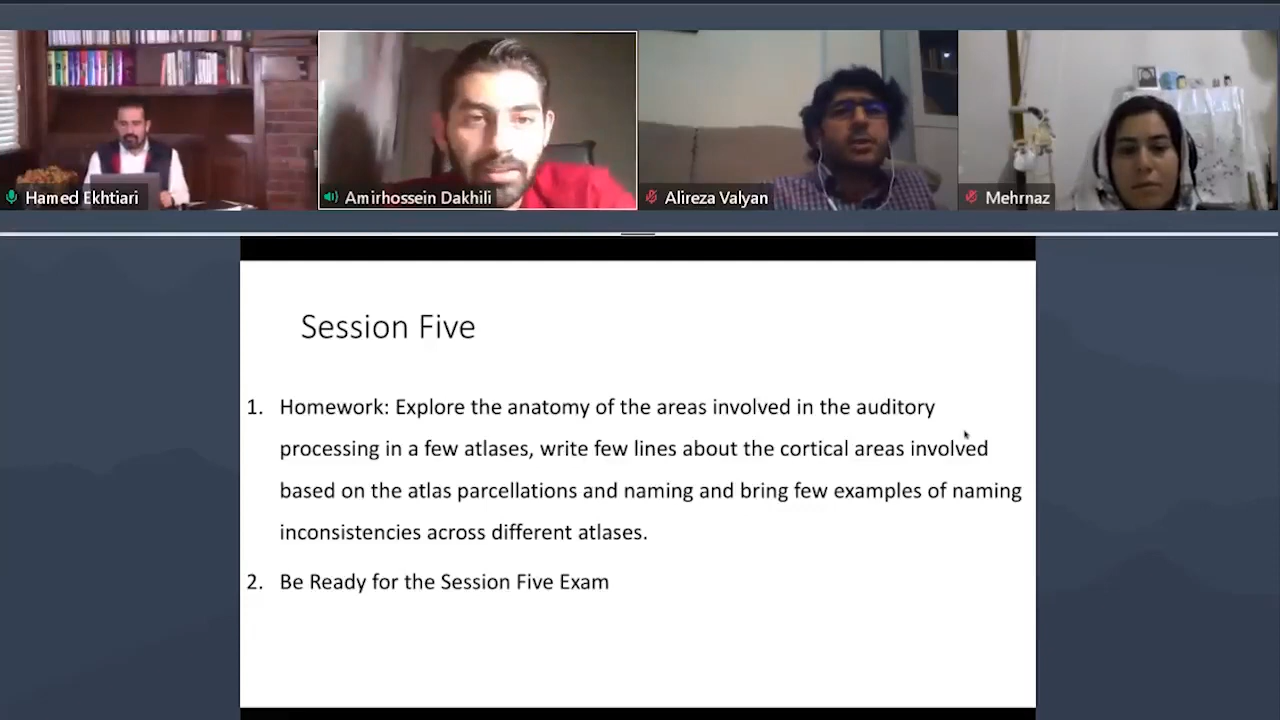 Hamed Ekhtiari
Amirhossein Dakhili
Alireza Valyan
Mehrnaz
Session Five
1. Homework: Explore the anatomy of the areas involved in the auditory
processing in a few atlases, write few lines about the cortical areas involved
based on the atlas parcellations and naming and bring few examples of naming
inconsistencies across different atlases.
2. Be Ready for the Session Five Exam